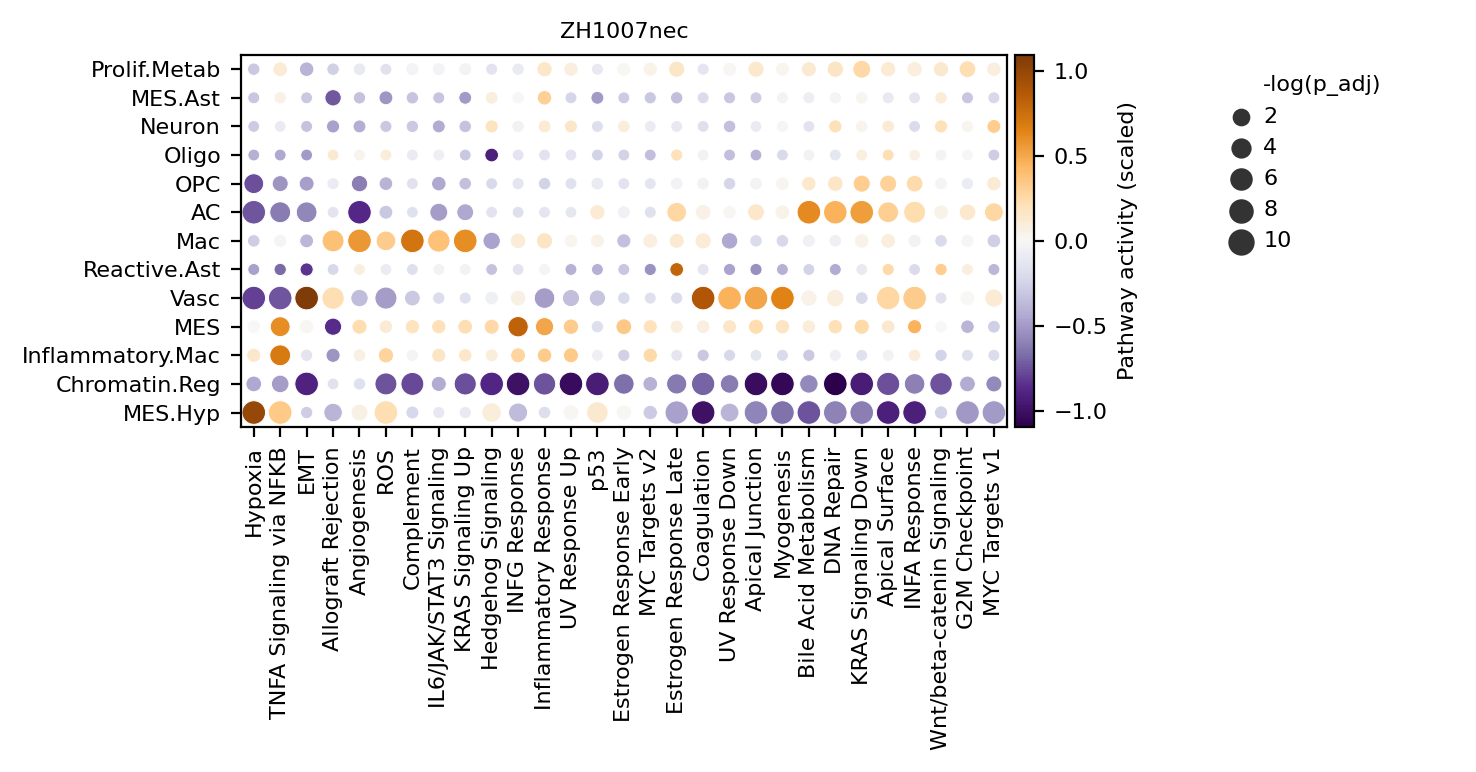 ZH1007nec
Prolif.Metab
MES.Ast
Neuron
Oligo
OPC
AC
Mac
Reactive.Ast
Vasc
MES
Inflammatory.Mac
Chromatin.Reg
MES.Hyp
Hypoxia
TNFA Signaling via NFKB
EMT
Allograft Rejection
Angiogenesis
ROS
Complement
IL6/JAK/STAT3 Signaling
KRAS Signaling Up
Hedgehog Signaling
INFG Response
Inflammatory Response
UV Response Up
p53
Estrogen Response Early
MYC Targets v2
Estrogen Response Late
Coagulation
UV Response Down
Apical Junction
Myogenesis
Bile Acid Metabolism
DNA Repair
KRAS Signaling Down
Apical Surface
INFA Response
Wnt/beta-catenin Signaling
G2M Checkpoint
MYC Targets v1
1.0
0.5
0.0
−0.5
−1.0
Pathway activity (scaled)
-log(p_adj)
2
4
6
8
10